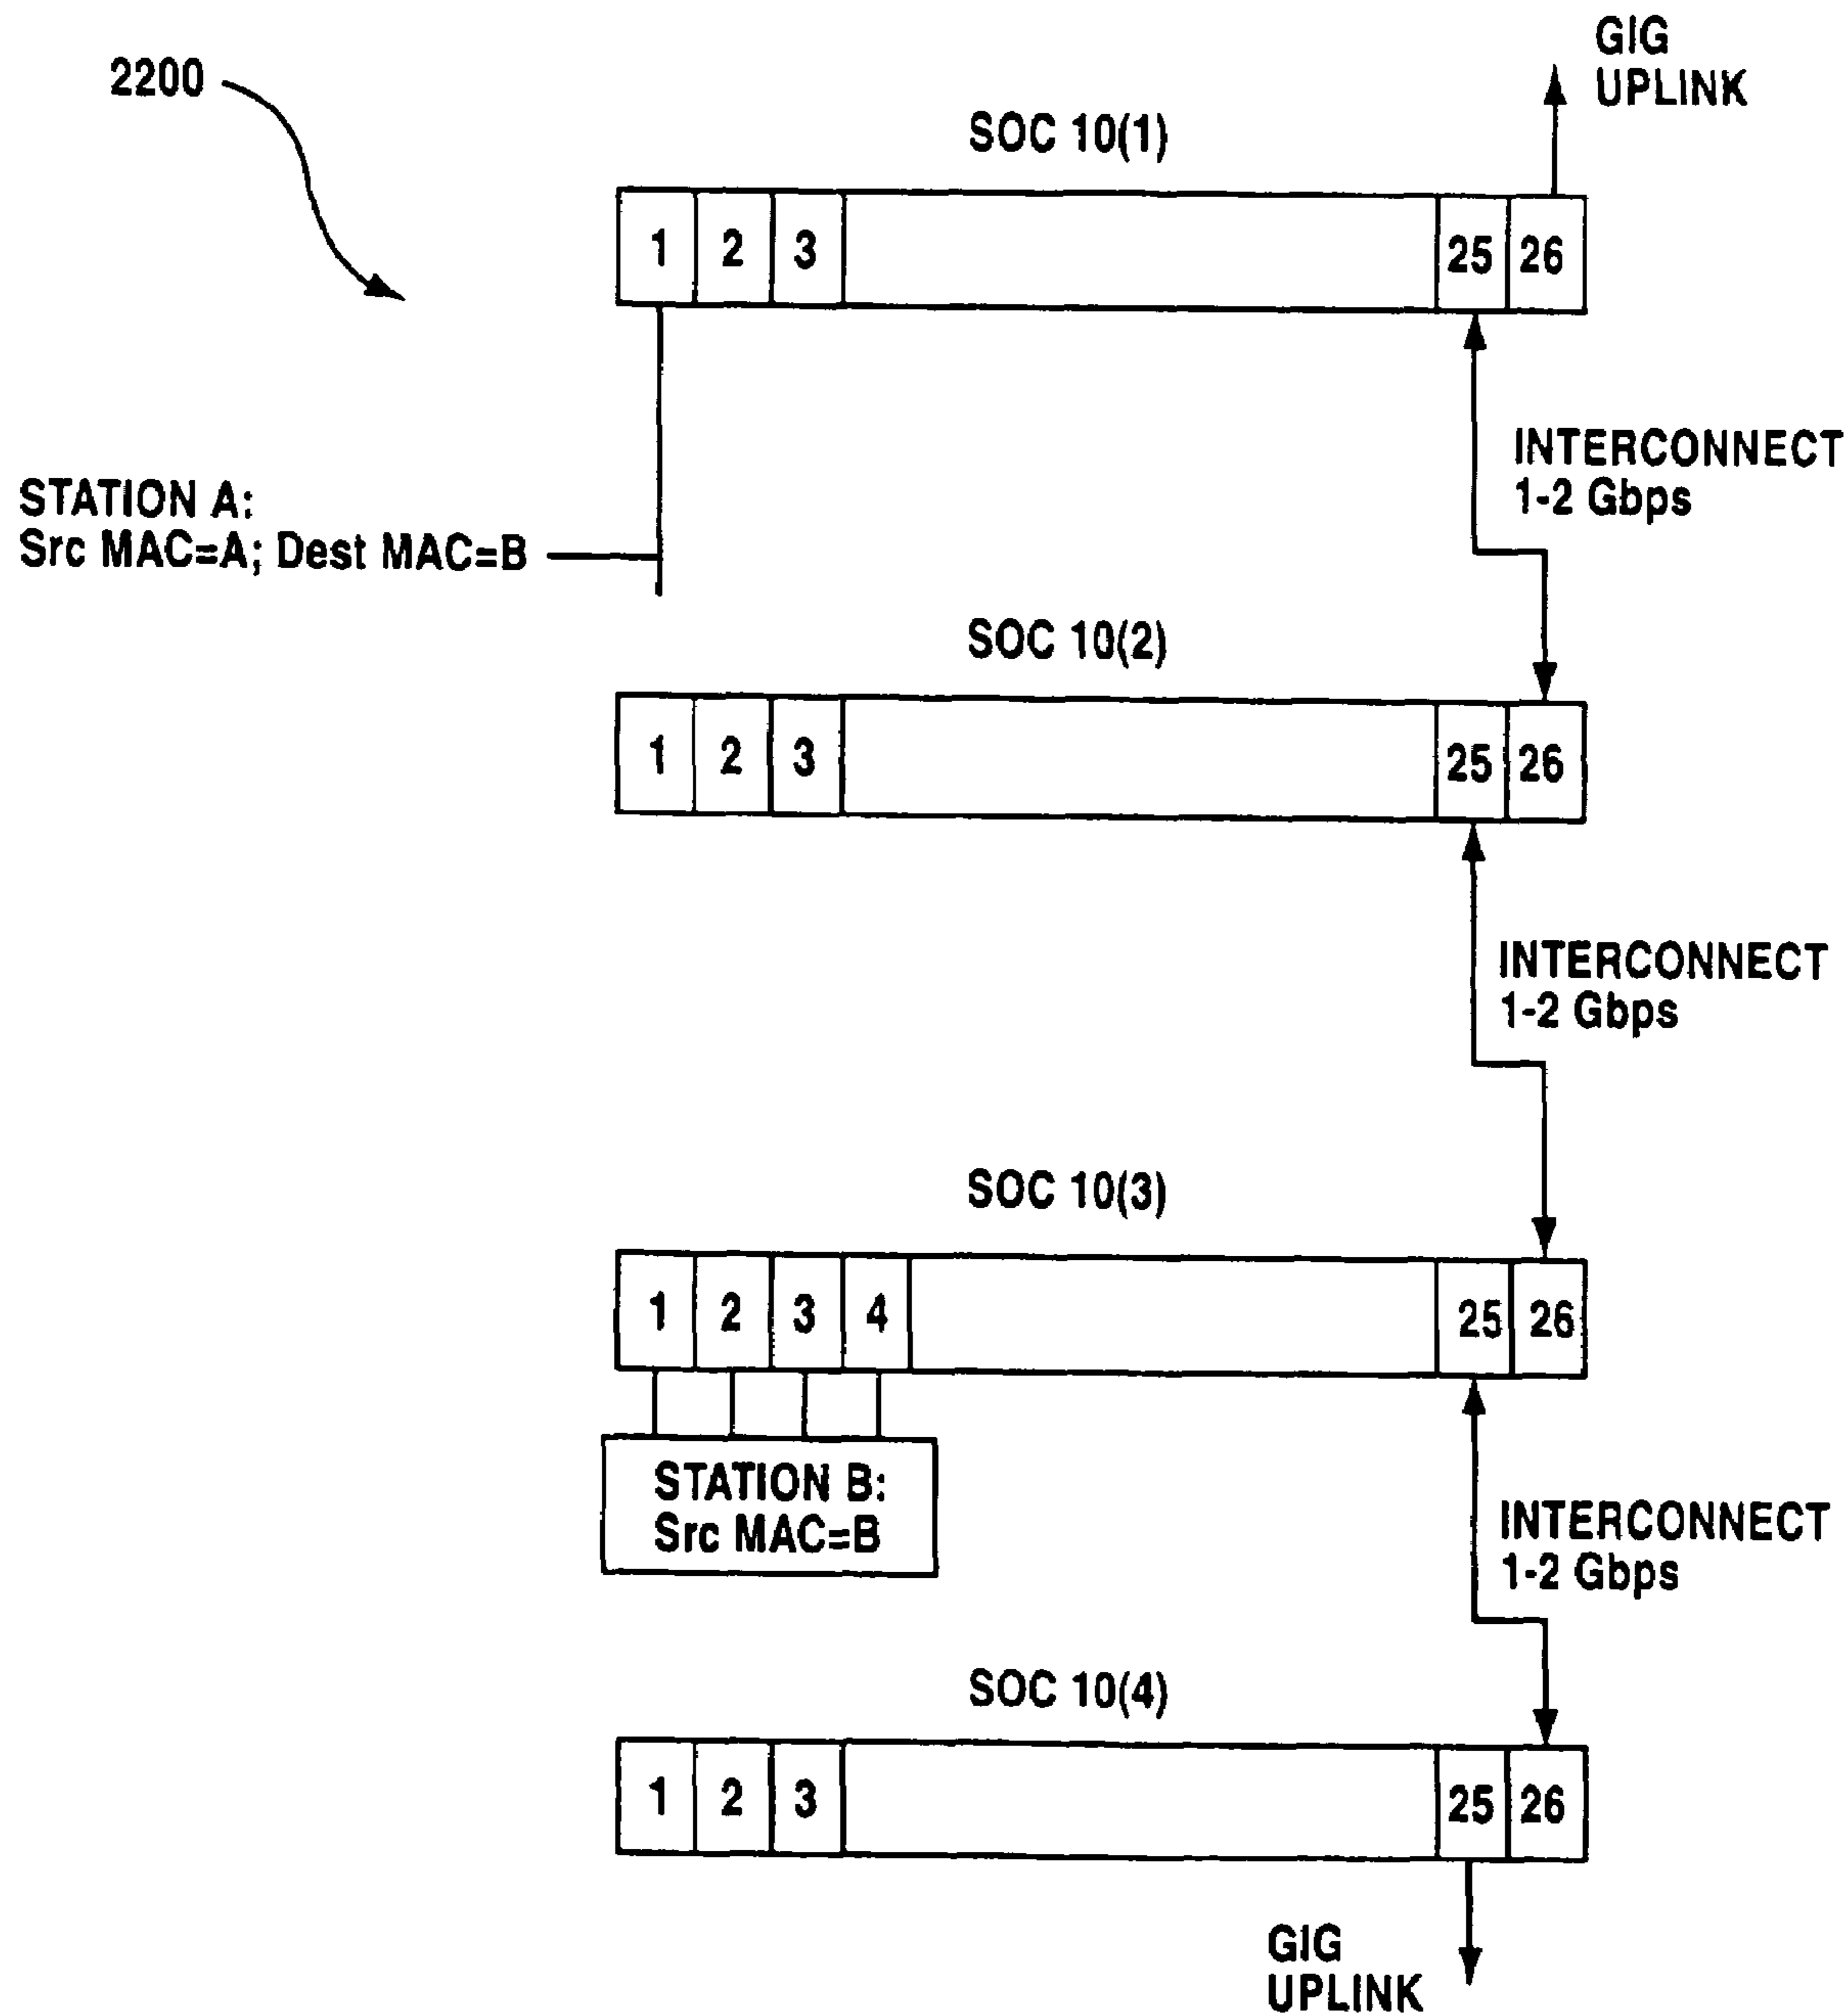 GIG
UPLINK
2200
SOC 10(1)
1 2 3 25 26
INTERCONNECT
1-2 Gbps
STATION A:
Src MAC=A; Dest MAC=B
SOC 10(2)
1 2 3 25 26
INTERCONNECT
1-2 Gbps
SOC 10(3)
1 2 3 4 25 26
STATION B:
Src MAC=B
INTERCONNECT
1-2 Gbps
SOC 10(4)
1 2 3 25 26
GIG
UPLINK